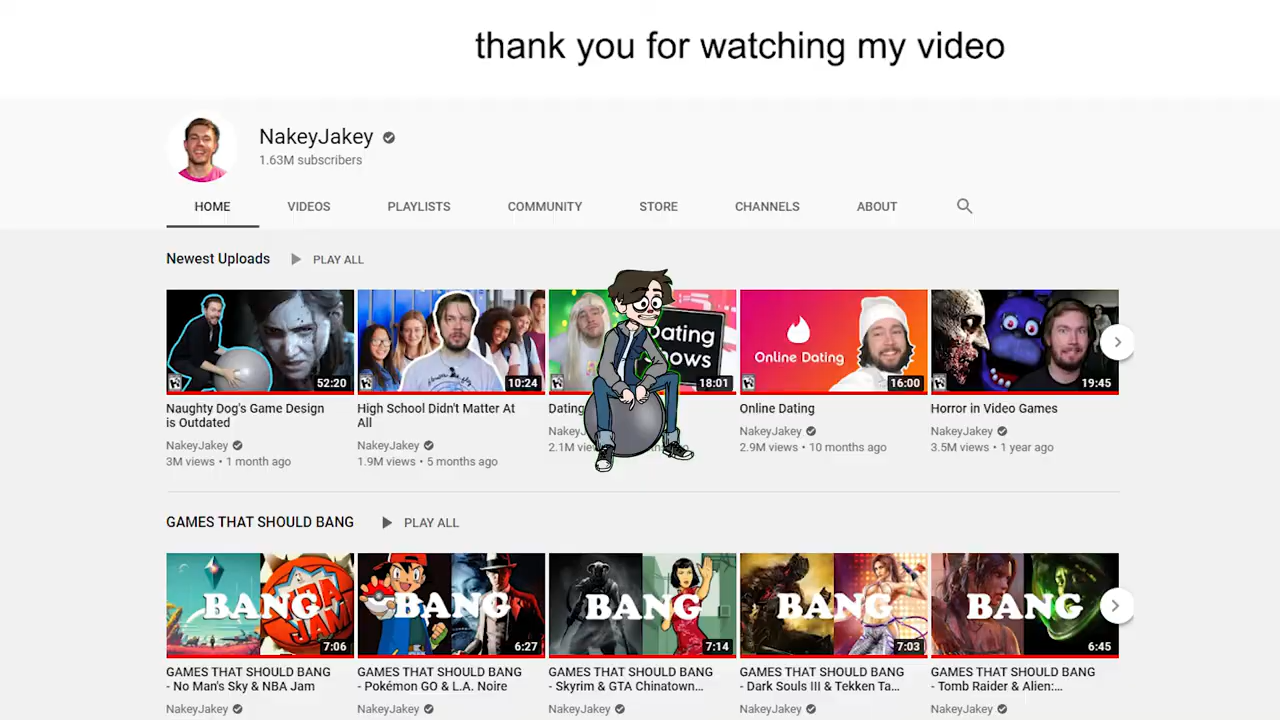 thank you for watching my video
NakeyJakey
1.63M subscribers
HOME VIDEOS PLAYLISTS COMMUNITY STORE CHANNELS ABOUT
Newest Uploads PLAY ALL
Online Dating
52:20 10:24 18:01 16:00 19:45
Naughty Dog's Game Design
is Outdated
High School Didn't Matter At
All
Dating
Online Dating
Horror in Video Games
NakeyJakey
3M views • 1 month ago
NakeyJakey
1.9M views • 5 months ago
2.1M
NakeyJakey
2.9M views • 10 months ago
NakeyJakey
3.5M views • 1 year ago
GAMES THAT SHOULD BANG PLAY ALL
BANG BANG BANG BANG BANG
7:06 6:27 7:14 7:03 6:45
GAMES THAT SHOULD BANG
- No Man's Sky & NBA Jam
GAMES THAT SHOULD BANG
- Pokémon GO & L.A. Noire
GAMES THAT SHOULD BANG
- Skyrim & GTA Chinatown...
GAMES THAT SHOULD BANG
- Dark Souls III & Tekken Ta...
GAMES THAT SHOULD BANG
- Tomb Raider & Alien:...
NakeyJakey NakeyJakey NakeyJakey NakeyJakey NakeyJakey